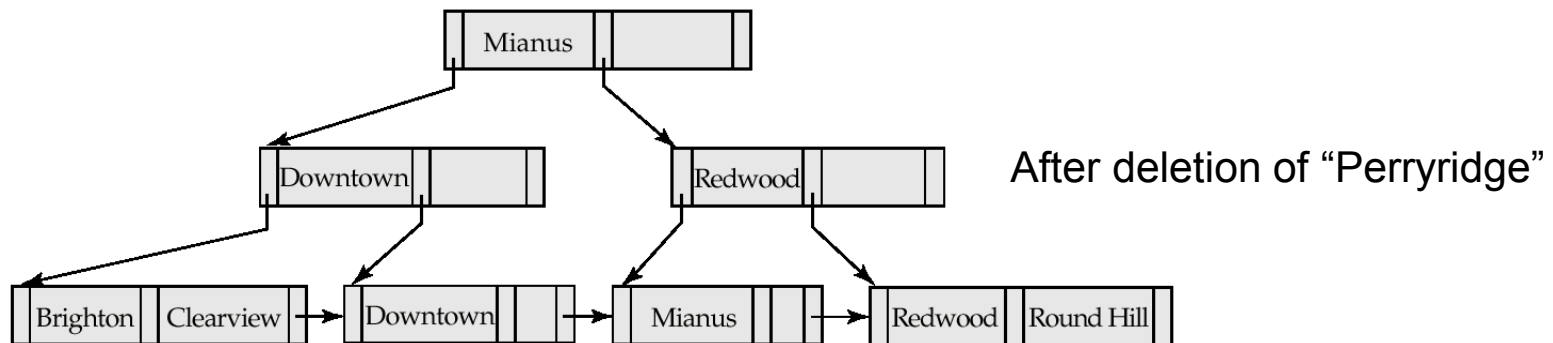 Mianus
Downtown
Redwood
After deletion of “Perryridge”
Brighton Clearview
Downtown
Mianus
Redwood Round Hill